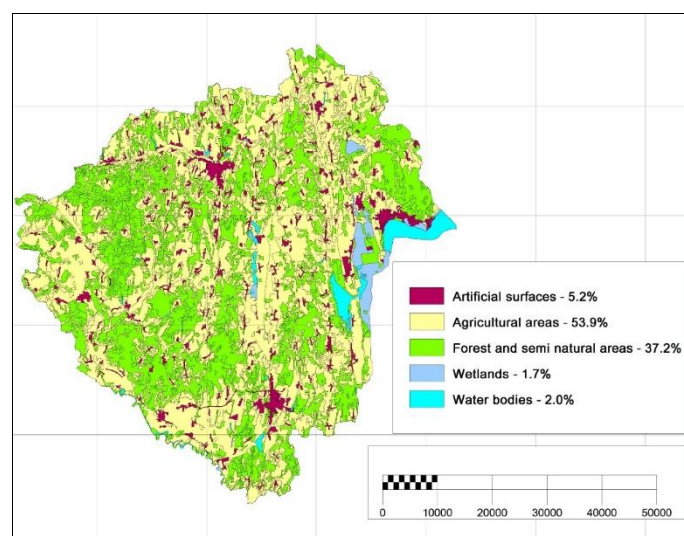 Artificial surfaces - 5.2%
Agricultural areas - 53.9%
Forest and semi natural areas - 37.2%
Wetlands - 1.7%
Water bodies - 2.0%
0 10000 20000 30000 40000 50000